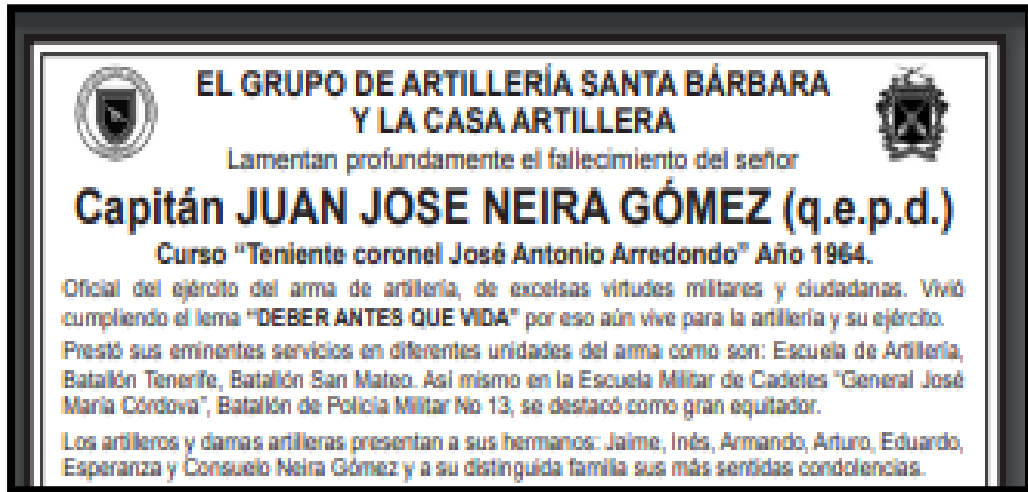 EL GRUPO DE ARTILLERÍA SANTA BÁRBARA
Y LA CASA ARTILLERA
Lamentan profundamente el fallecimiento del señor
Capitán JUAN JOSE NEIRA GÓMEZ (q.e.p.d.)
Curso “Teniente coronel José Antonio Arredondo” Año 1964.
Oficial del ejército del arma de artillería, de excelsas virtudes militares y ciudadanas. Vivió
cumpliendo el lema “DEBER ANTES QUE VIDA” por eso aún vive para la artillería y su ejército.
Prestó sus eminentes servicios en diferentes unidades del arma como son: Escuela de Artillería,
Batallón Tenerife, Batallón San Mateo. Así mismo en la Escuela Militar de Cadetes “General José
María Córdova”, Batallón de Policía Militar No 13, se destacó como gran equitador.
Los artilleros y damas artilleras presentan a sus hermanos: Jaime, Inés, Armando, Arturo, Eduardo,
Esperanza y Consuelo Neira Gómez y a su distinguida familia sus más sentidas condolencias.